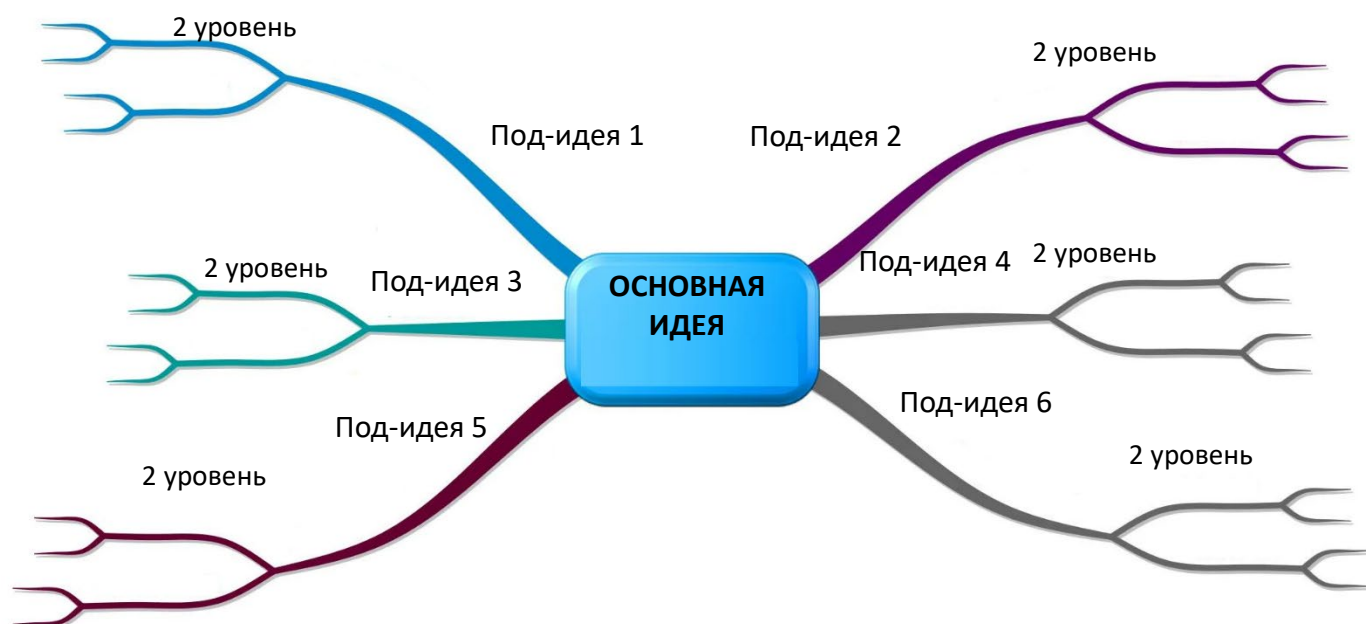 2 уровень
2 уровень
Под-идея 1
Под-идея 2
2 уровень
Под-идея 3
ОСНОВНАЯ
ИДЕЯ
Под-идея 4
2 уровень
Под-идея 5
2 уровень
Под-идея 6
2 уровень